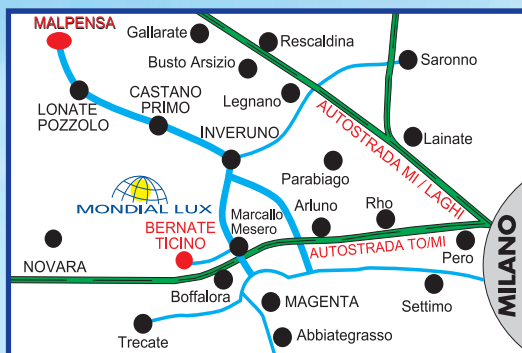 MALPENSA
Gallarate
Rescaldina
Busto Arsizio
Saronno
LONATE
POZZOLO
CASTANO
PRIMO
Legnano
INVERUNO
AUTOSTRADA MI / LAGHI
Lainate
Parabiago
MONDIAL LUX
BERNATE
TICINO
Marcallo
Mesero
Arluno
Rho
AUTOSTRADA TO/MI
Pero
MILANO
NOVARA
Boffalora
MAGENTA
Settimo
Trecate
Abbiategrasso